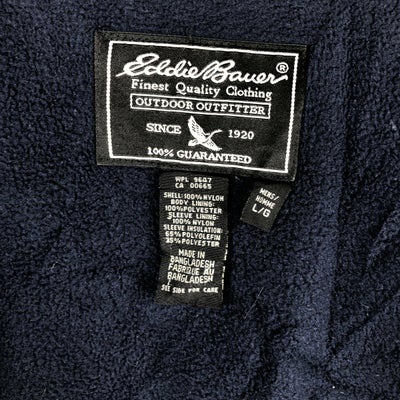 Eddie Bauer®
Finest Quality Clothing
OUTDOOR OUTFITTER
SINCE 1920
100% GUARANTEED
WPL 9687
CA 00665
SHELL: 100% NYLON
BODY LINING:
100% POLYESTER
SLEEVE LINING:
100% NYLON
SLEEVE INSULATION:
65% POLYOLEFIN
35% POLYESTER
MADE IN
BANGLADESH
FABRIQUE AU
BANGLADESH
SEE SIDE FOR CARE
MENS/
HOMME
L/G